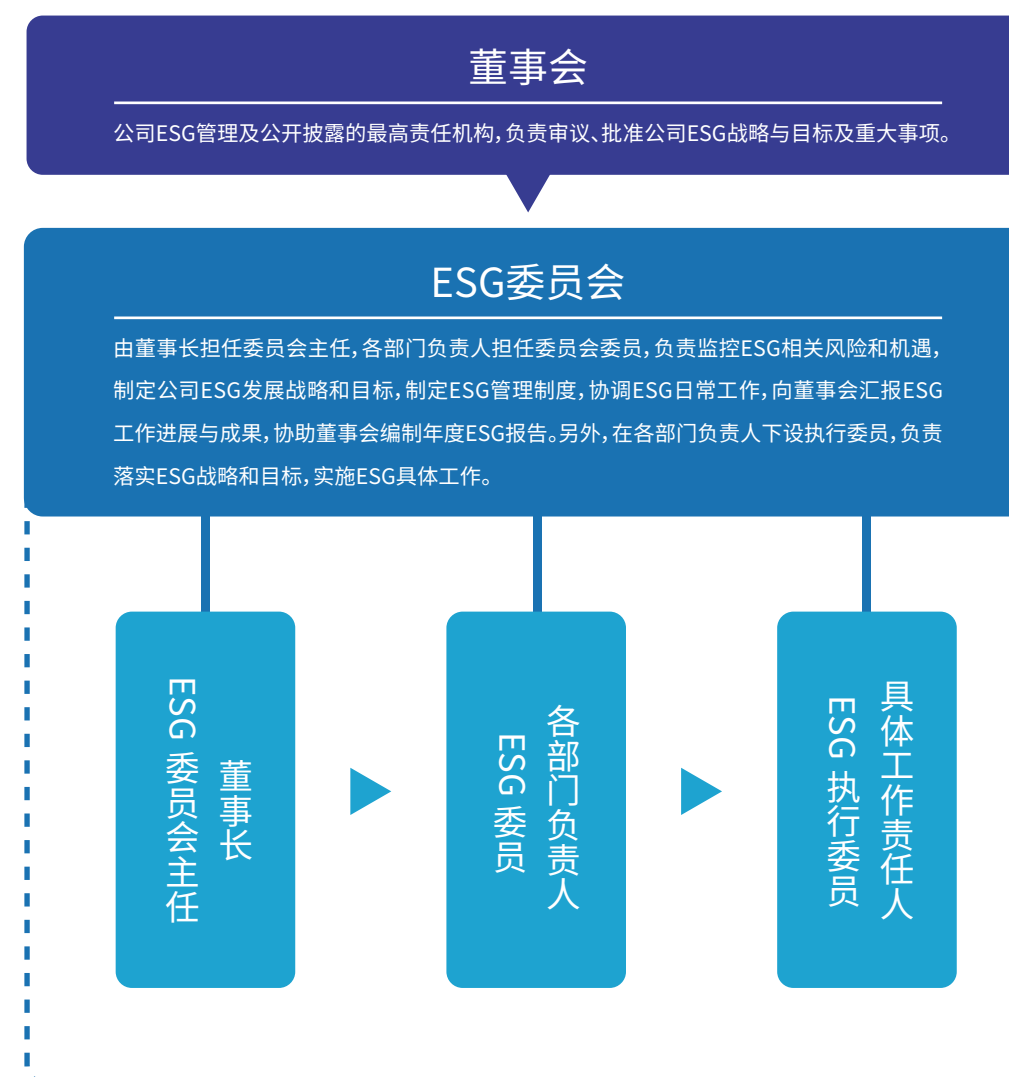 董事会
公司ESG管理及公开披露的最高责任机构,负责审议、批准公司ESG战略与目标及重大事项。
ESG委员会
由董事长担任委员会主任,各部门负责人担任委员会委员,负责监控ESG相关风险和机遇,
制定公司ESG发展战略和目标,制定ESG管理制度,协调ESG日常工作,向董事会汇报ESG
工作进展与成果,协助董事会编制年度ESG报告。另外,在各部门负责人下设执行委员,负责
落实ESG战略和目标,实施ESG具体工作。
董事长
ESG 委员会主任
各部门负责人
ESG 委员
具体工作责任人
ESG 执行委员